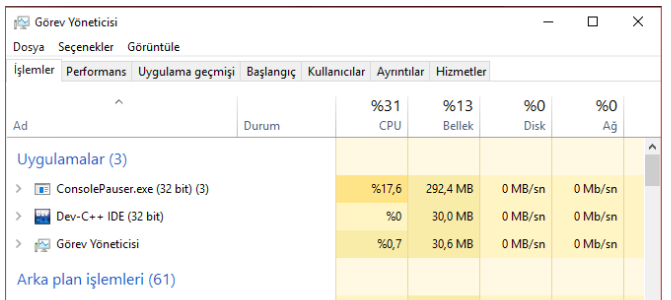 Görev Yöneticisi
Dosya Seçenekler Görüntüle
İşlemler Performans Uygulama geçmişi Başlangıç Kullanıcılar Ayrıntılar Hizmetler
%31 %13 %0 %0
Ad Durum CPU Bellek Disk Ağ
Uygulamalar (3)
ConsolePauser.exe (32 bit) (3) %17,6 292,4 MB 0 MB/sn 0 Mb/sn
Dev-C++ IDE (32 bit) %0 30,0 MB 0 MB/sn 0 Mb/sn
Görev Yöneticisi %0,7 30,6 MB 0 MB/sn 0 Mb/sn
Arka plan işlemleri (61)